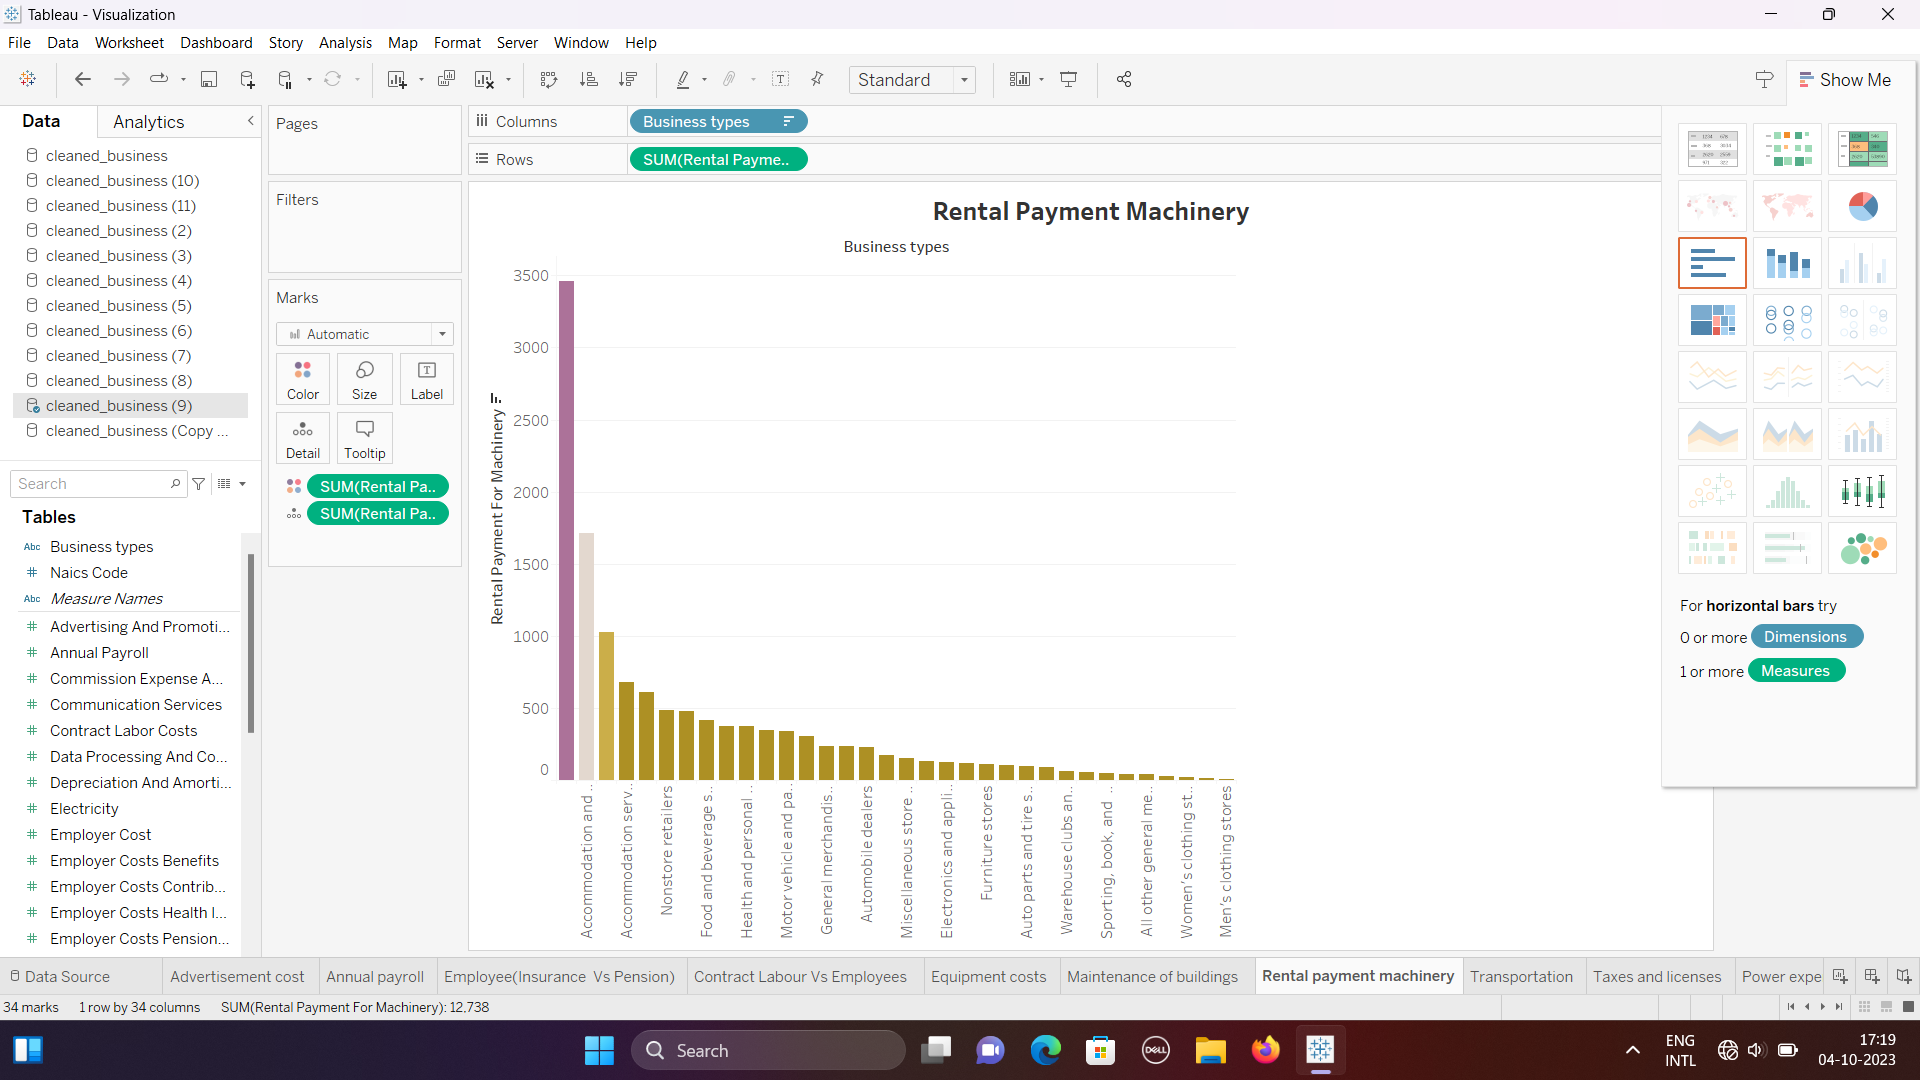 Tableau - Visualization
File Data Worksheet Dashboard Story Analysis Map Format Server Window Help
Standard
Show Me
Data Analytics
cleaned_business
cleaned_business (10)
cleaned_business (11)
cleaned_business (2)
cleaned_business (3)
cleaned_business (4)
cleaned_business (5)
cleaned_business (6)
cleaned_business (7)
cleaned_business (8)
cleaned_business (9)
cleaned_business (Copy ...
Search
Tables
Abc Business types
# Naics Code
Abc Measure Names
# Advertising And Promoti...
# Annual Payroll
# Commission Expense A...
# Communication Services
# Contract Labor Costs
# Data Processing And Co...
# Depreciation And Amorti...
# Electricity
# Employer Cost
# Employer Costs Benefits
# Employer Costs Contrib...
# Employer Costs Health I...
# Employer Costs Pension...
Pages
Filters
Marks
Automatic
Color Size Label
Detail Tooltip
SUM(Rental Pa..
SUM(Rental Pa..
Columns Business types
Rows SUM(Rental Payme..
Rental Payment Machinery
Business types
Rental Payment For Machinery
3500
3000
2500
2000
1500
1000
500
0
Accommodation and ..
Accommodation serv..
Nonstore retailers
Food and beverage s..
Health and personal ..
Motor vehicle and pa..
General merchandis..
Automobile dealers
Miscellaneous store ..
Electronics and appli..
Furniture stores
Auto parts and tire s..
Warehouse clubs an..
Sporting, book, and ..
All other general me..
Women's clothing st..
Men's clothing stores
For horizontal bars try
0 or more Dimensions
1 or more Measures
Data Source Advertisement cost Annual payroll Employee(Insurance Vs Pension) Contract Labour Vs Employees Equipment costs Maintenance of buildings Rental payment machinery Transportation Taxes and licenses Power expe
34 marks 1 row by 34 columns SUM(Rental Payment For Machinery): 12,738
Search
DELL
ENG
INTL
17:19
04-10-2023